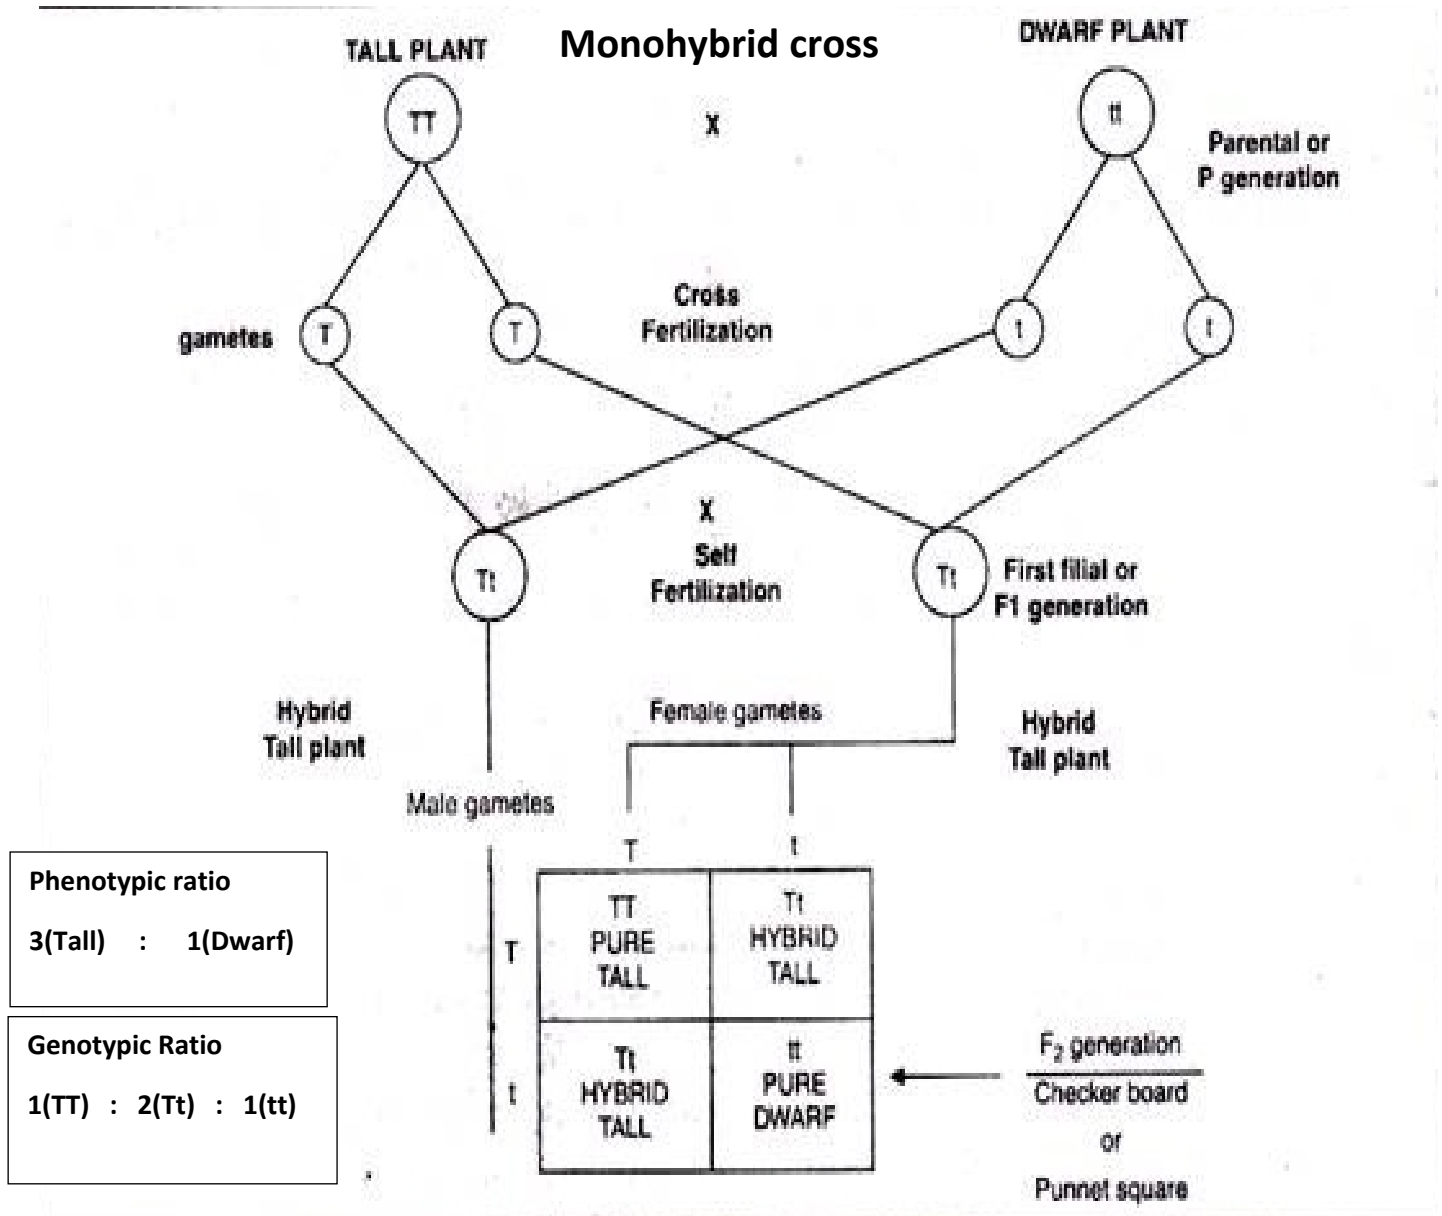 Monohybrid cross
TALL PLANT
DWARF PLANT
TT
X
tt
Parental or
P generation
gametes
T
T
Cross
Fertilization
t
t
X
Self
Fertilization
Tt
Tt
First filial or
F1 generation
Hybrid
Tall plant
Female gametes
Hybrid
Tall plant
Male gametes
T
t
Phenotypic ratio
3(Tall) : 1(Dwarf)
T
TT
PURE
TALL
Tt
HYBRID
TALL
Genotypic Ratio
1(TT) : 2(Tt) : 1(tt)
t
Tt
HYBRID
TALL
tt
PURE
DWARF
F2 generation
Checker board
or
Punnet square